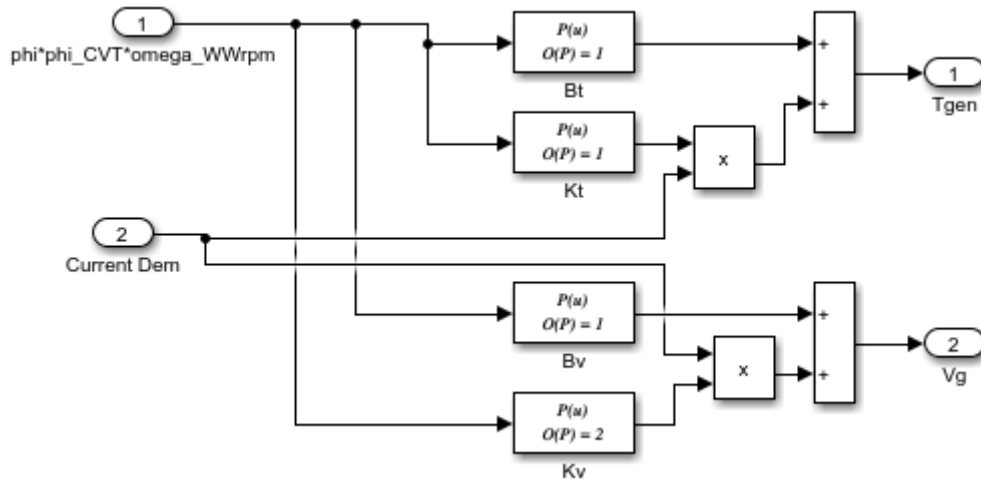 1
phi*phi_CVT*omega_WWrpm
P(u)
O(P) = 1
Bt
+
+
1
Tgen
P(u)
O(P) = 1
Kt
x
2
Current Dem
P(u)
O(P) = 1
Bv
+
+
2
Vg
x
P(u)
O(P) = 2
Kv